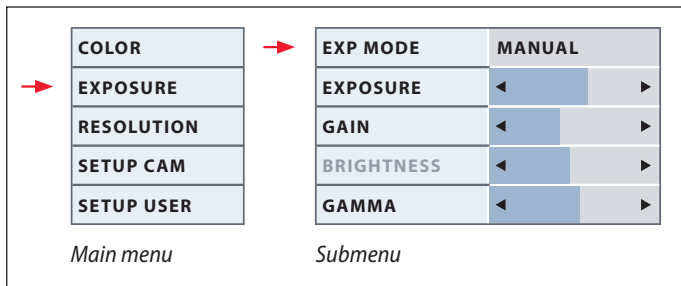 COLOR
EXPOSURE
RESOLUTION
SETUP CAM
SETUP USER
Main menu
EXP MODE MANUAL
EXPOSURE
GAIN
BRIGHTNESS
GAMMA
Submenu